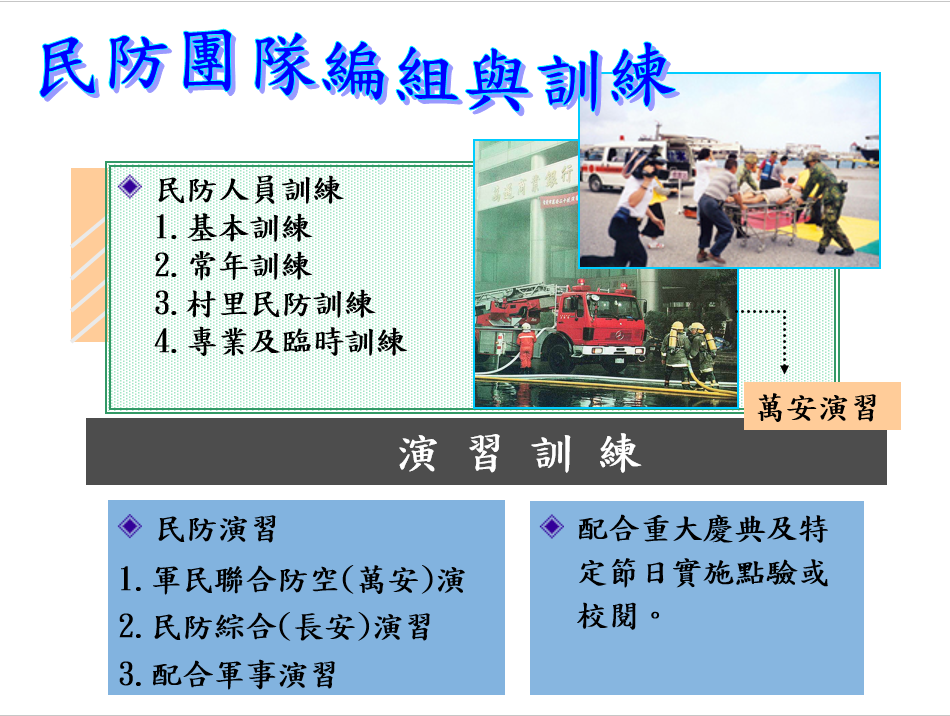 民防團隊編組與訓練
民防人員訓練
1.基本訓練
2.常年訓練
3.村里民防訓練
4.專業及臨時訓練
商業銀行
萬安演習
演習訓練
民防演習
1.軍民聯合防空(萬安)演
2.民防綜合(長安)演習
3.配合軍事演習
配合重大慶典及特
定節日實施點驗或
校閱。